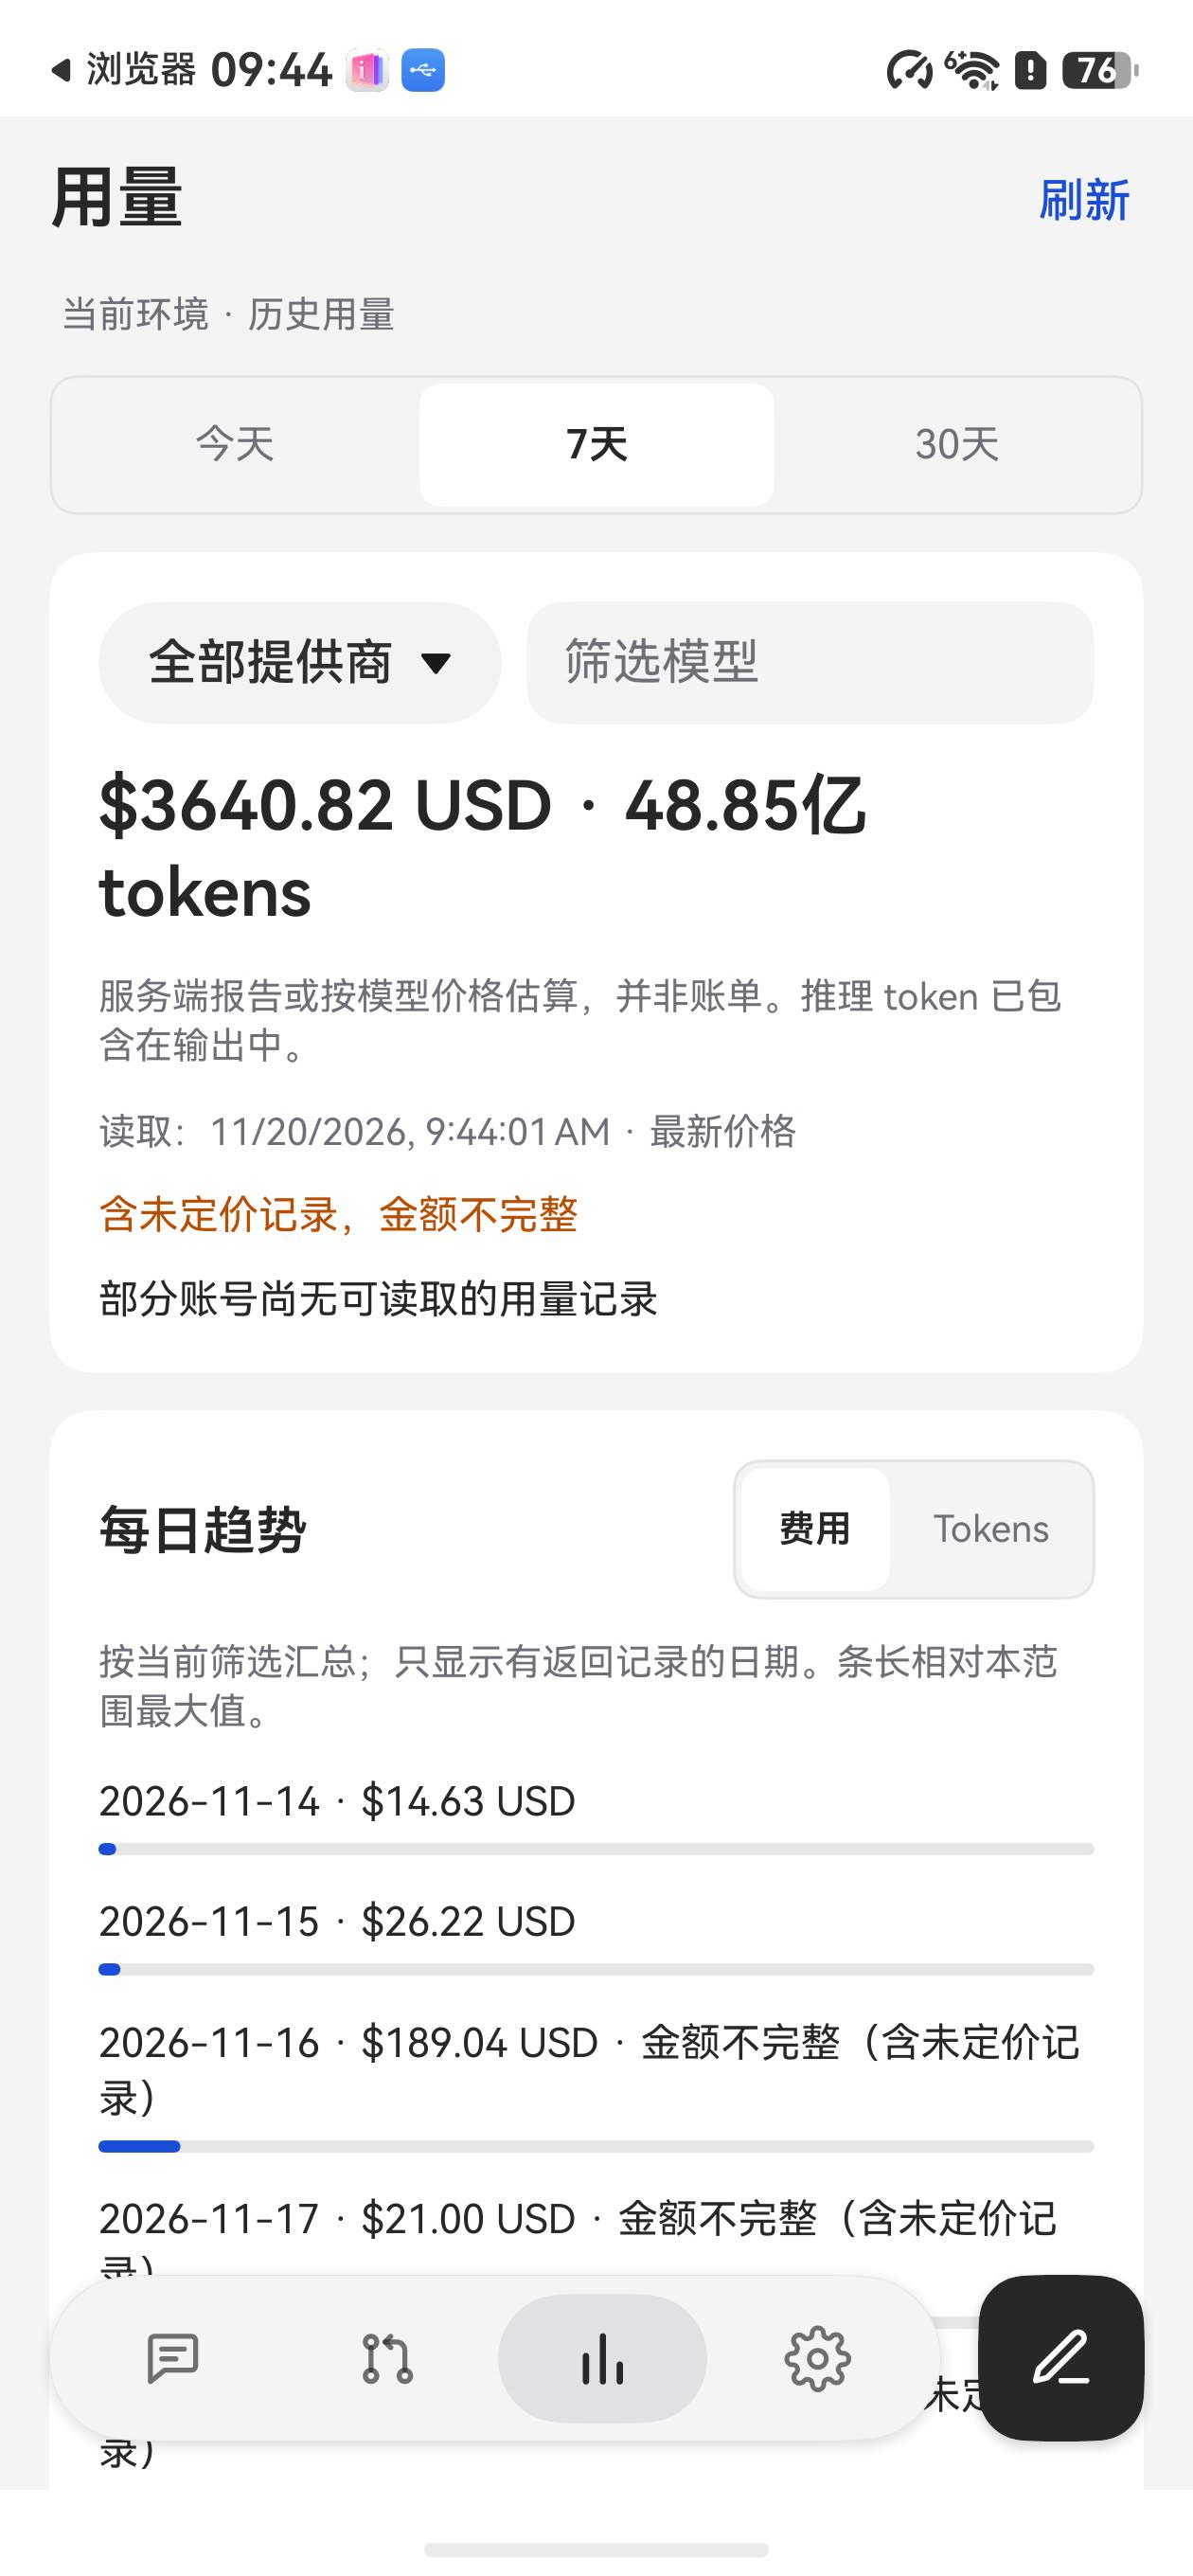 浏览器 09:44
76
用量
刷新
当前环境 · 历史用量
今天
7天
30天
全部提供商
筛选模型
$3640.82 USD · 48.85亿
tokens
服务端报告或按模型价格估算，并非账单。推理 token 已包
含在输出中。
读取：11/20/2026, 9:44:01 AM · 最新价格
含未定价记录，金额不完整
部分账号尚无可读取的用量记录
每日趋势
费用
Tokens
按当前筛选汇总；只显示有返回记录的日期。条长相对本范
围最大值。
2026-11-14 · $14.63 USD
2026-11-15 · $26.22 USD
2026-11-16 · $189.04 USD · 金额不完整（含未定价记
录）
2026-11-17 · $21.00 USD · 金额不完整（含未定价记
录）
未定
录）